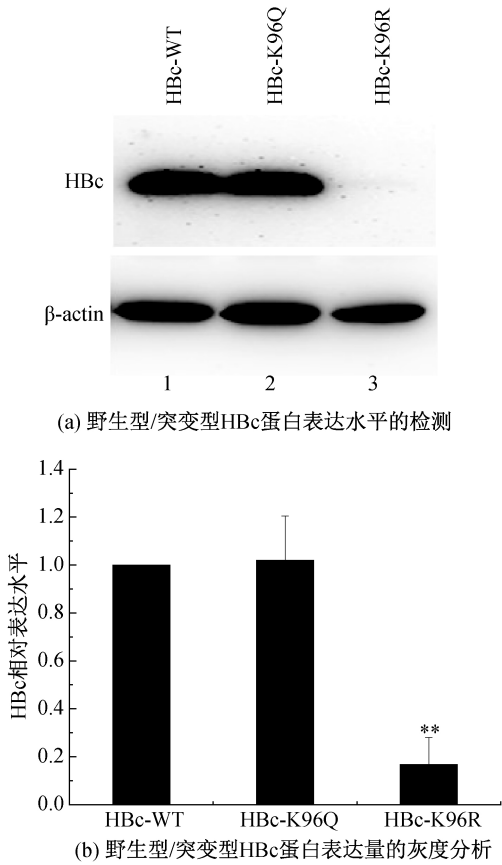 HBc-WT
HBc-K96Q
HBc-K96R
HBc
β-actin
1 2 3
(a) 野生型/突变型HBc蛋白表达水平的检测
1.4
1.2
1.0
0.8
0.6
0.4
0.2
0.0
HBc相对表达水平
**
HBc-WT HBc-K96Q HBc-K96R
(b) 野生型/突变型HBc蛋白表达量的灰度分析